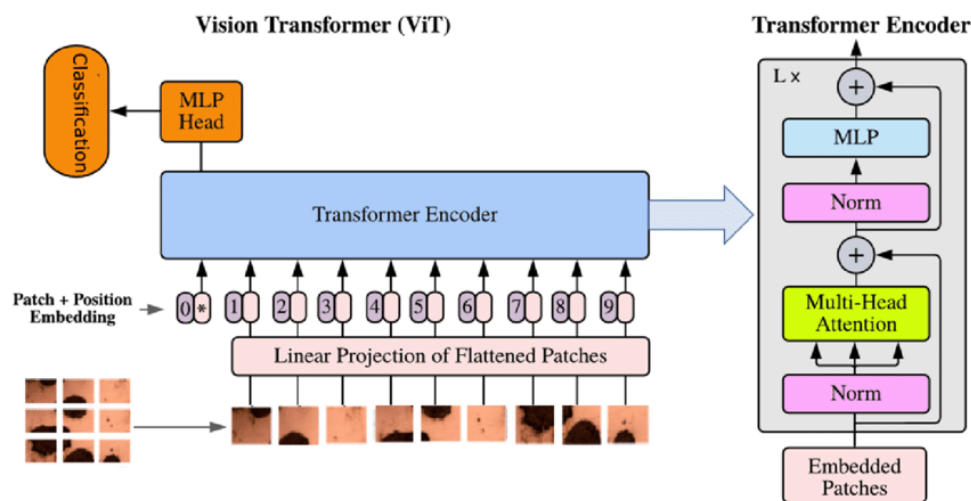 Vision Transformer (ViT)
Classification
MLP
Head
Transformer Encoder
Patch + Position
Embedding
0 * 1 2 3 4 5 6 7 8 9
Linear Projection of Flattened Patches
Transformer Encoder
L ×
+
MLP
Norm
+
Multi-Head
Attention
Norm
Embedded
Patches